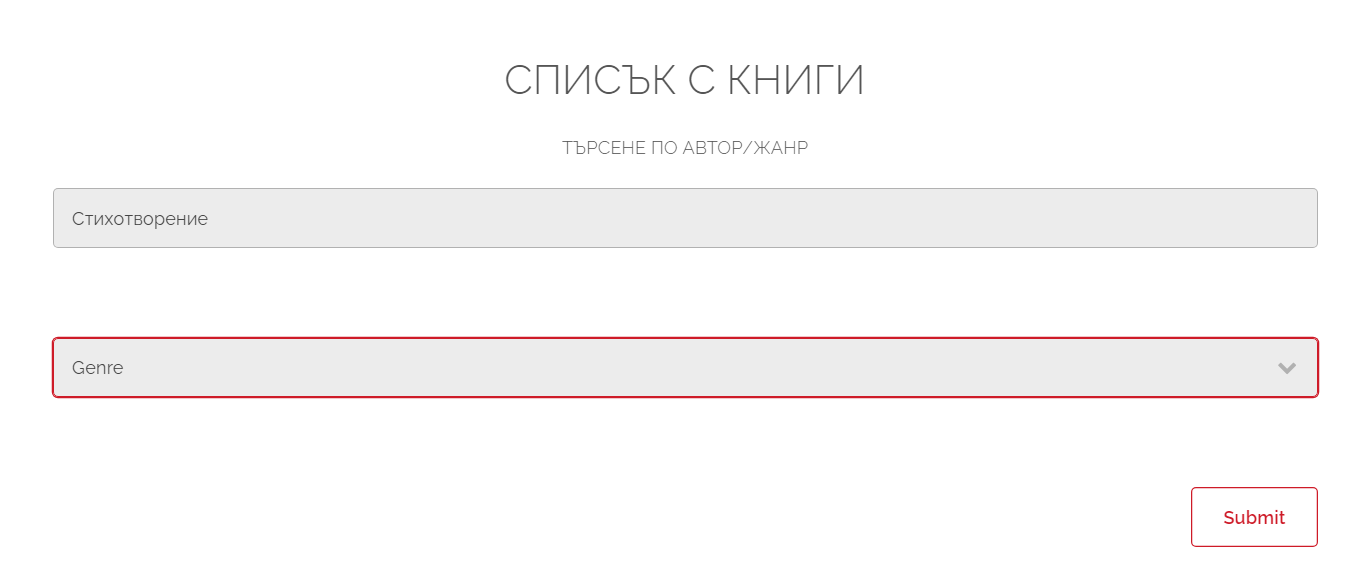 СПИСЪК С КНИГИ
ТЪРСЕНЕ ПО АВТОР/ЖАНР
Стихотворение
Genre
Submit